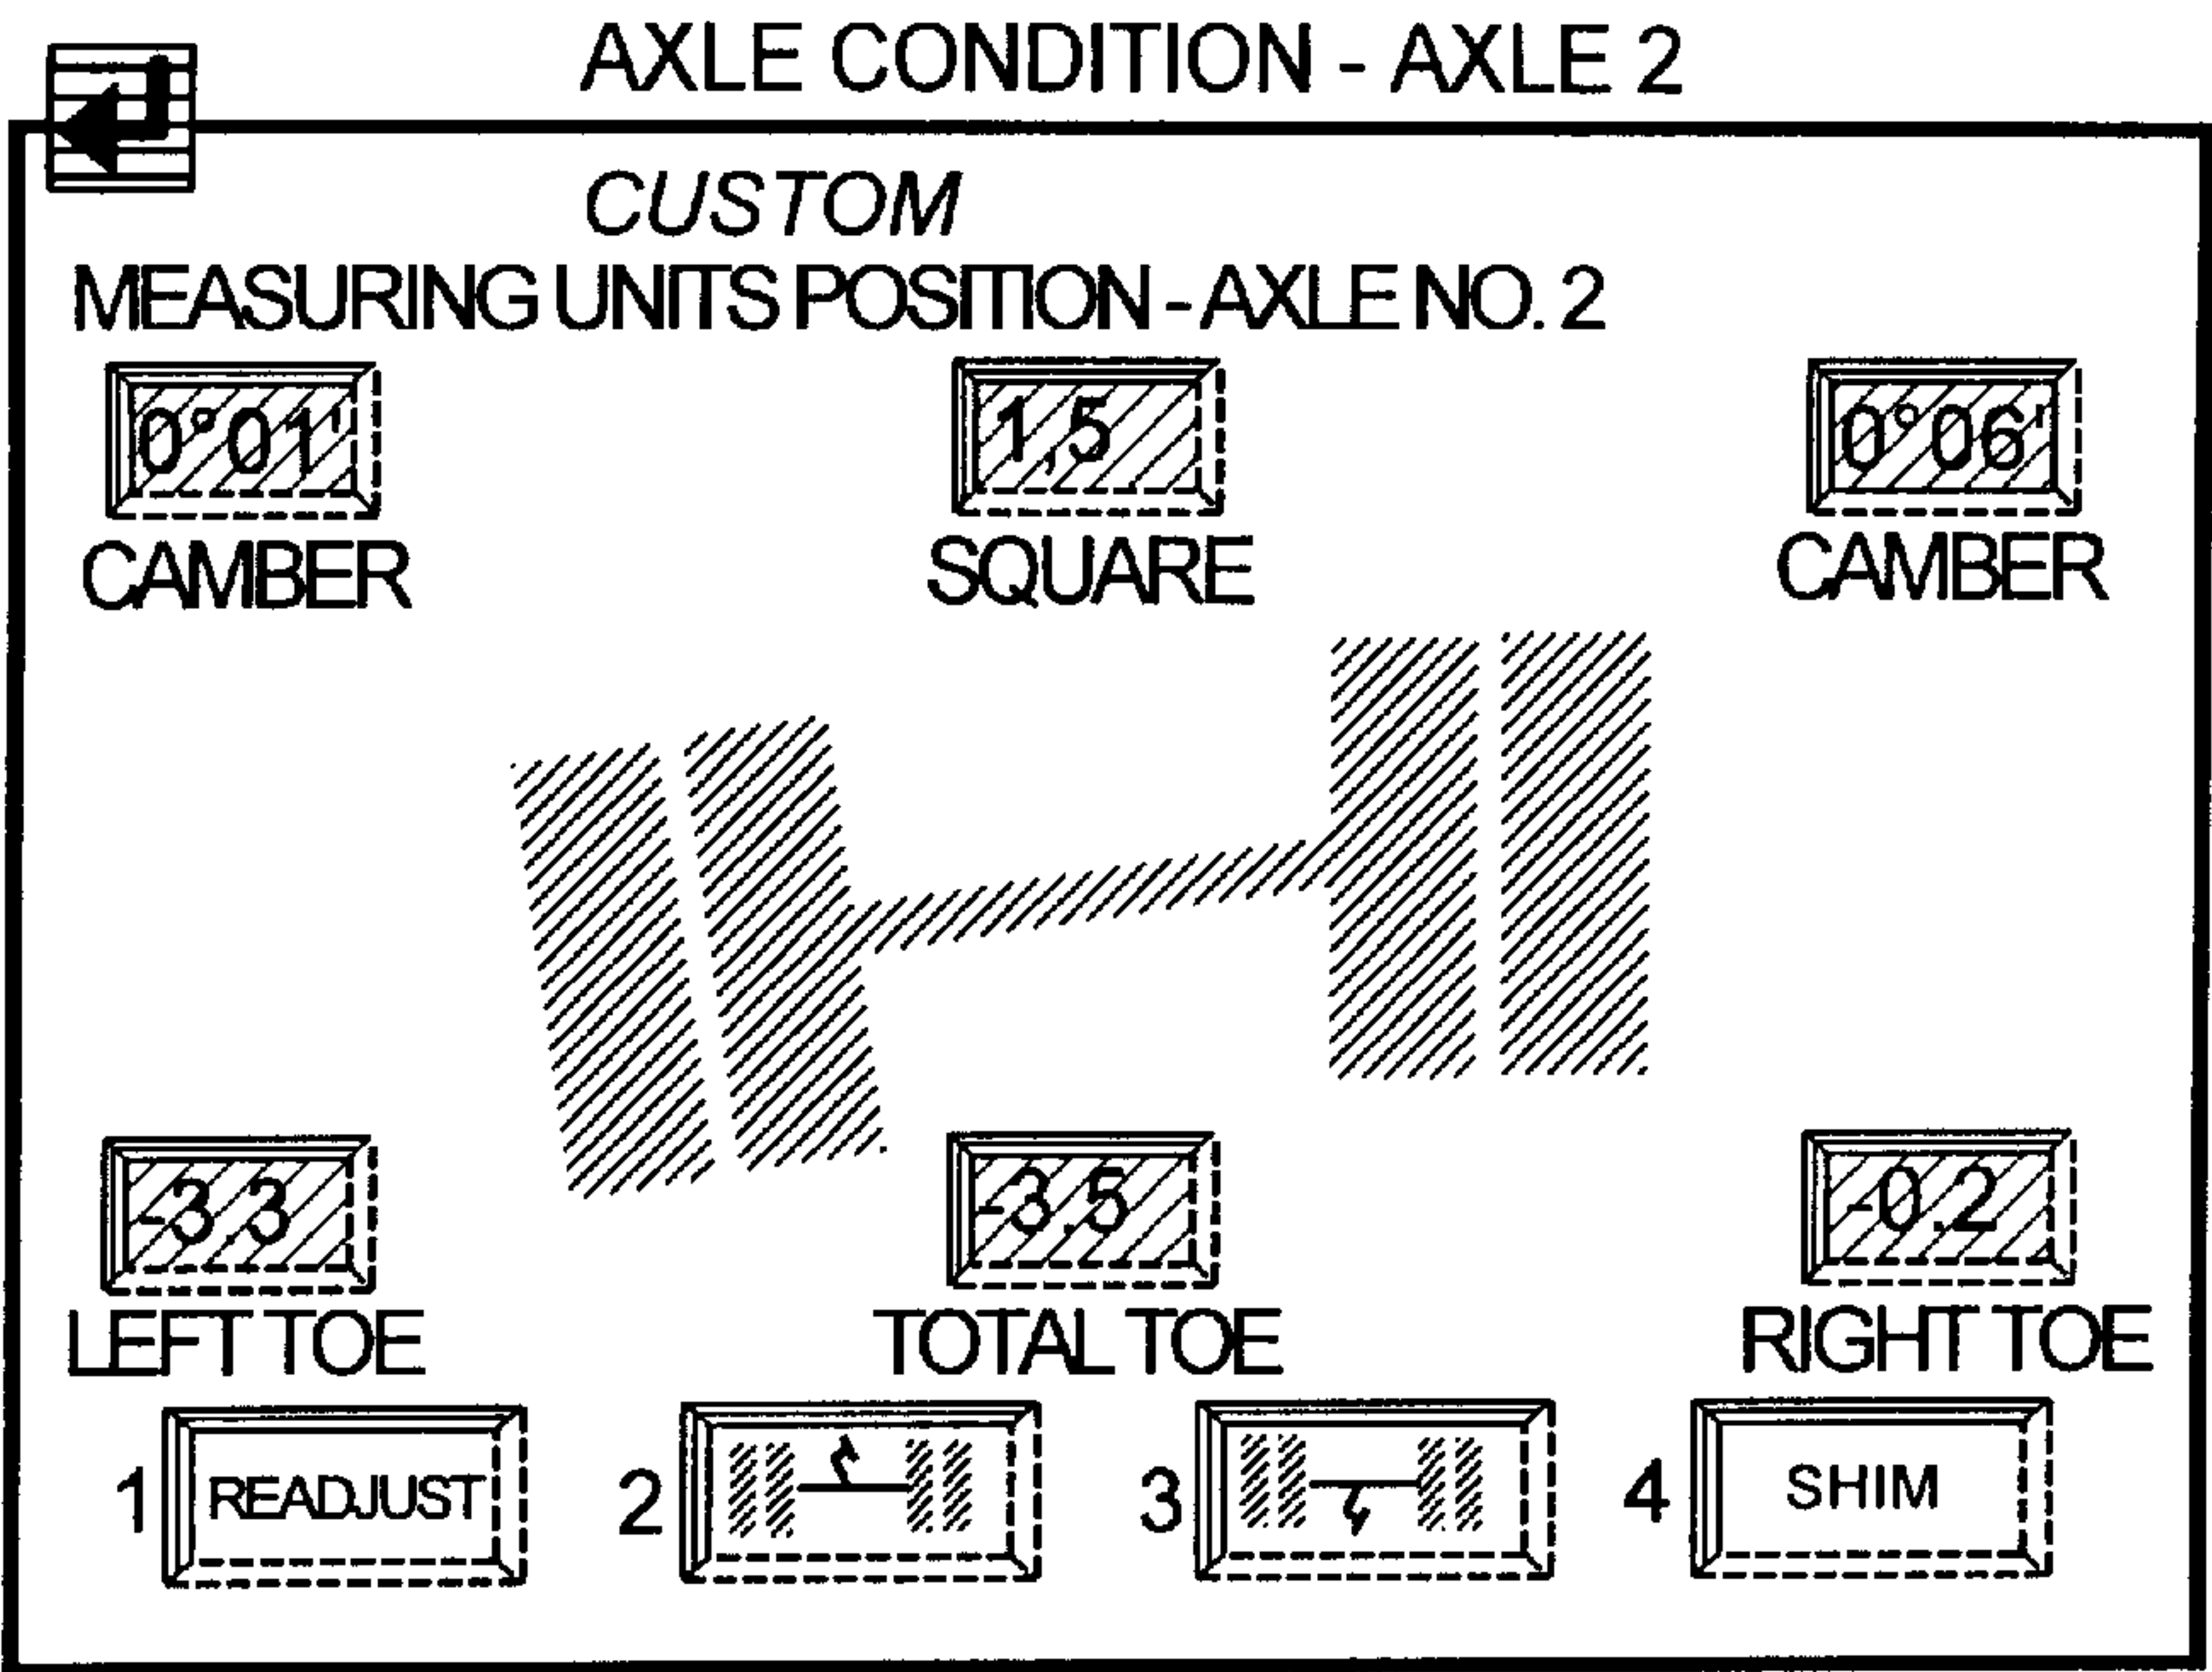 AXLE CONDITION - AXLE 2
CUSTOM
MEASURING UNITS POSITION - AXLE NO. 2
0°01' 1,5 0°06'
CAMBER SQUARE CAMBER
-3.3 -3,5 -0.2
LEFT TOE TOTAL TOE RIGHT TOE
1 READJUST 2 3 4 SHIM